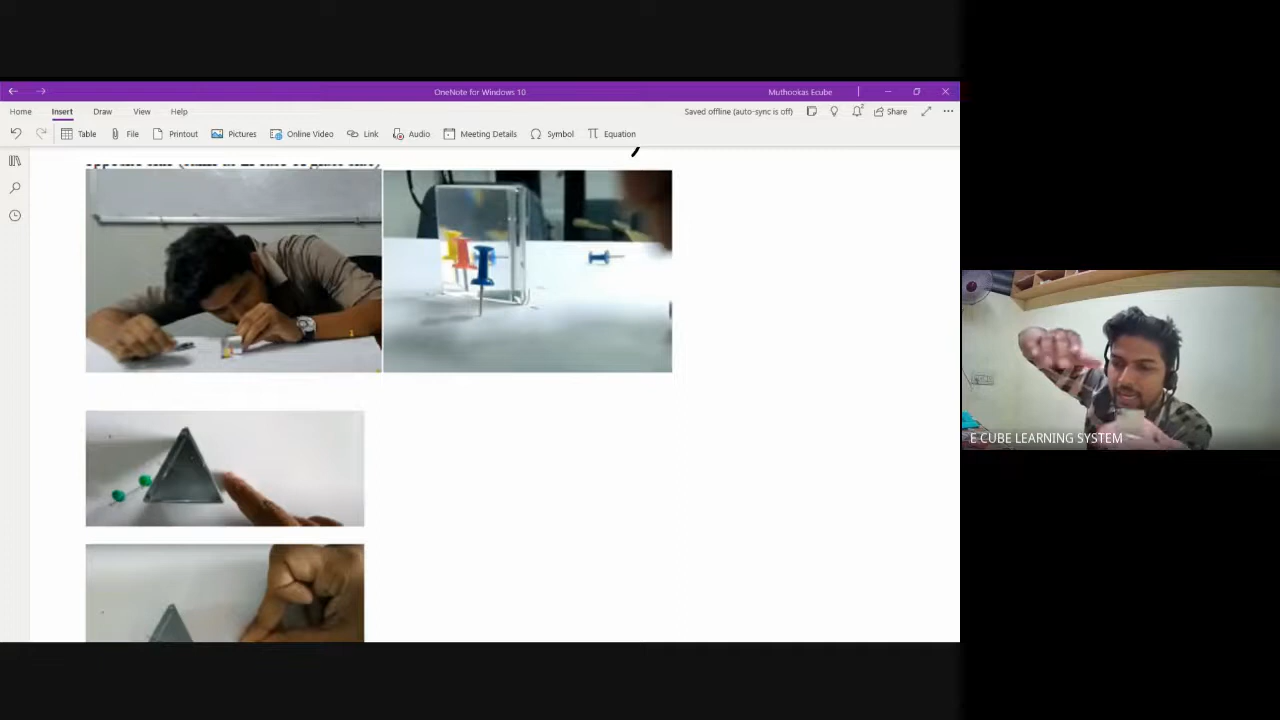 OneNote for Windows 10
Muthookas Ecube
Home Insert Draw View Help
Saved offline (auto-sync is off)
Share
Table File Printout Pictures Online Video Link Audio Meeting Details Symbol Equation
E CUBE LEARNING SYSTEM